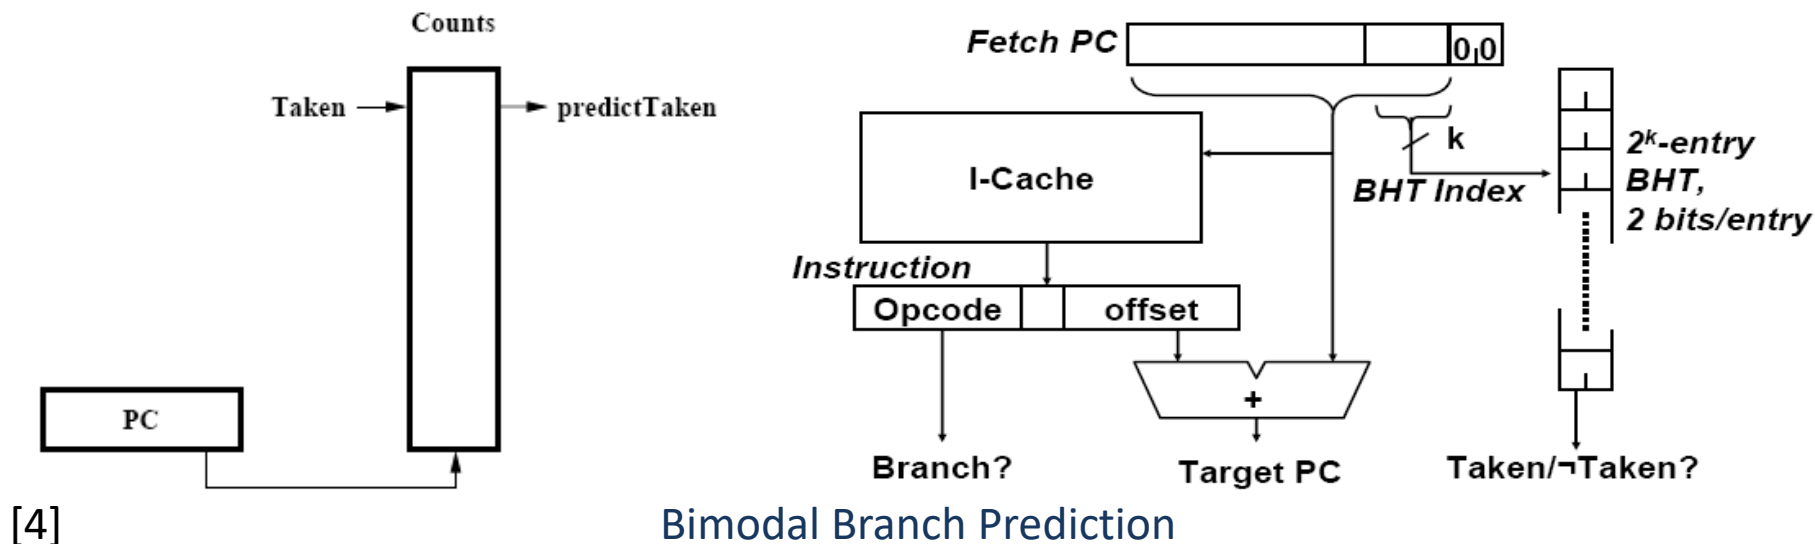 Counts
Taken
predictTaken
PC
Fetch PC
0 0
k
BHT Index
2ᵏ-entry
BHT,
2 bits/entry
I-Cache
Instruction
Opcode
offset
+
Branch?
Target PC
Taken/¬Taken?
[4]
Bimodal Branch Prediction